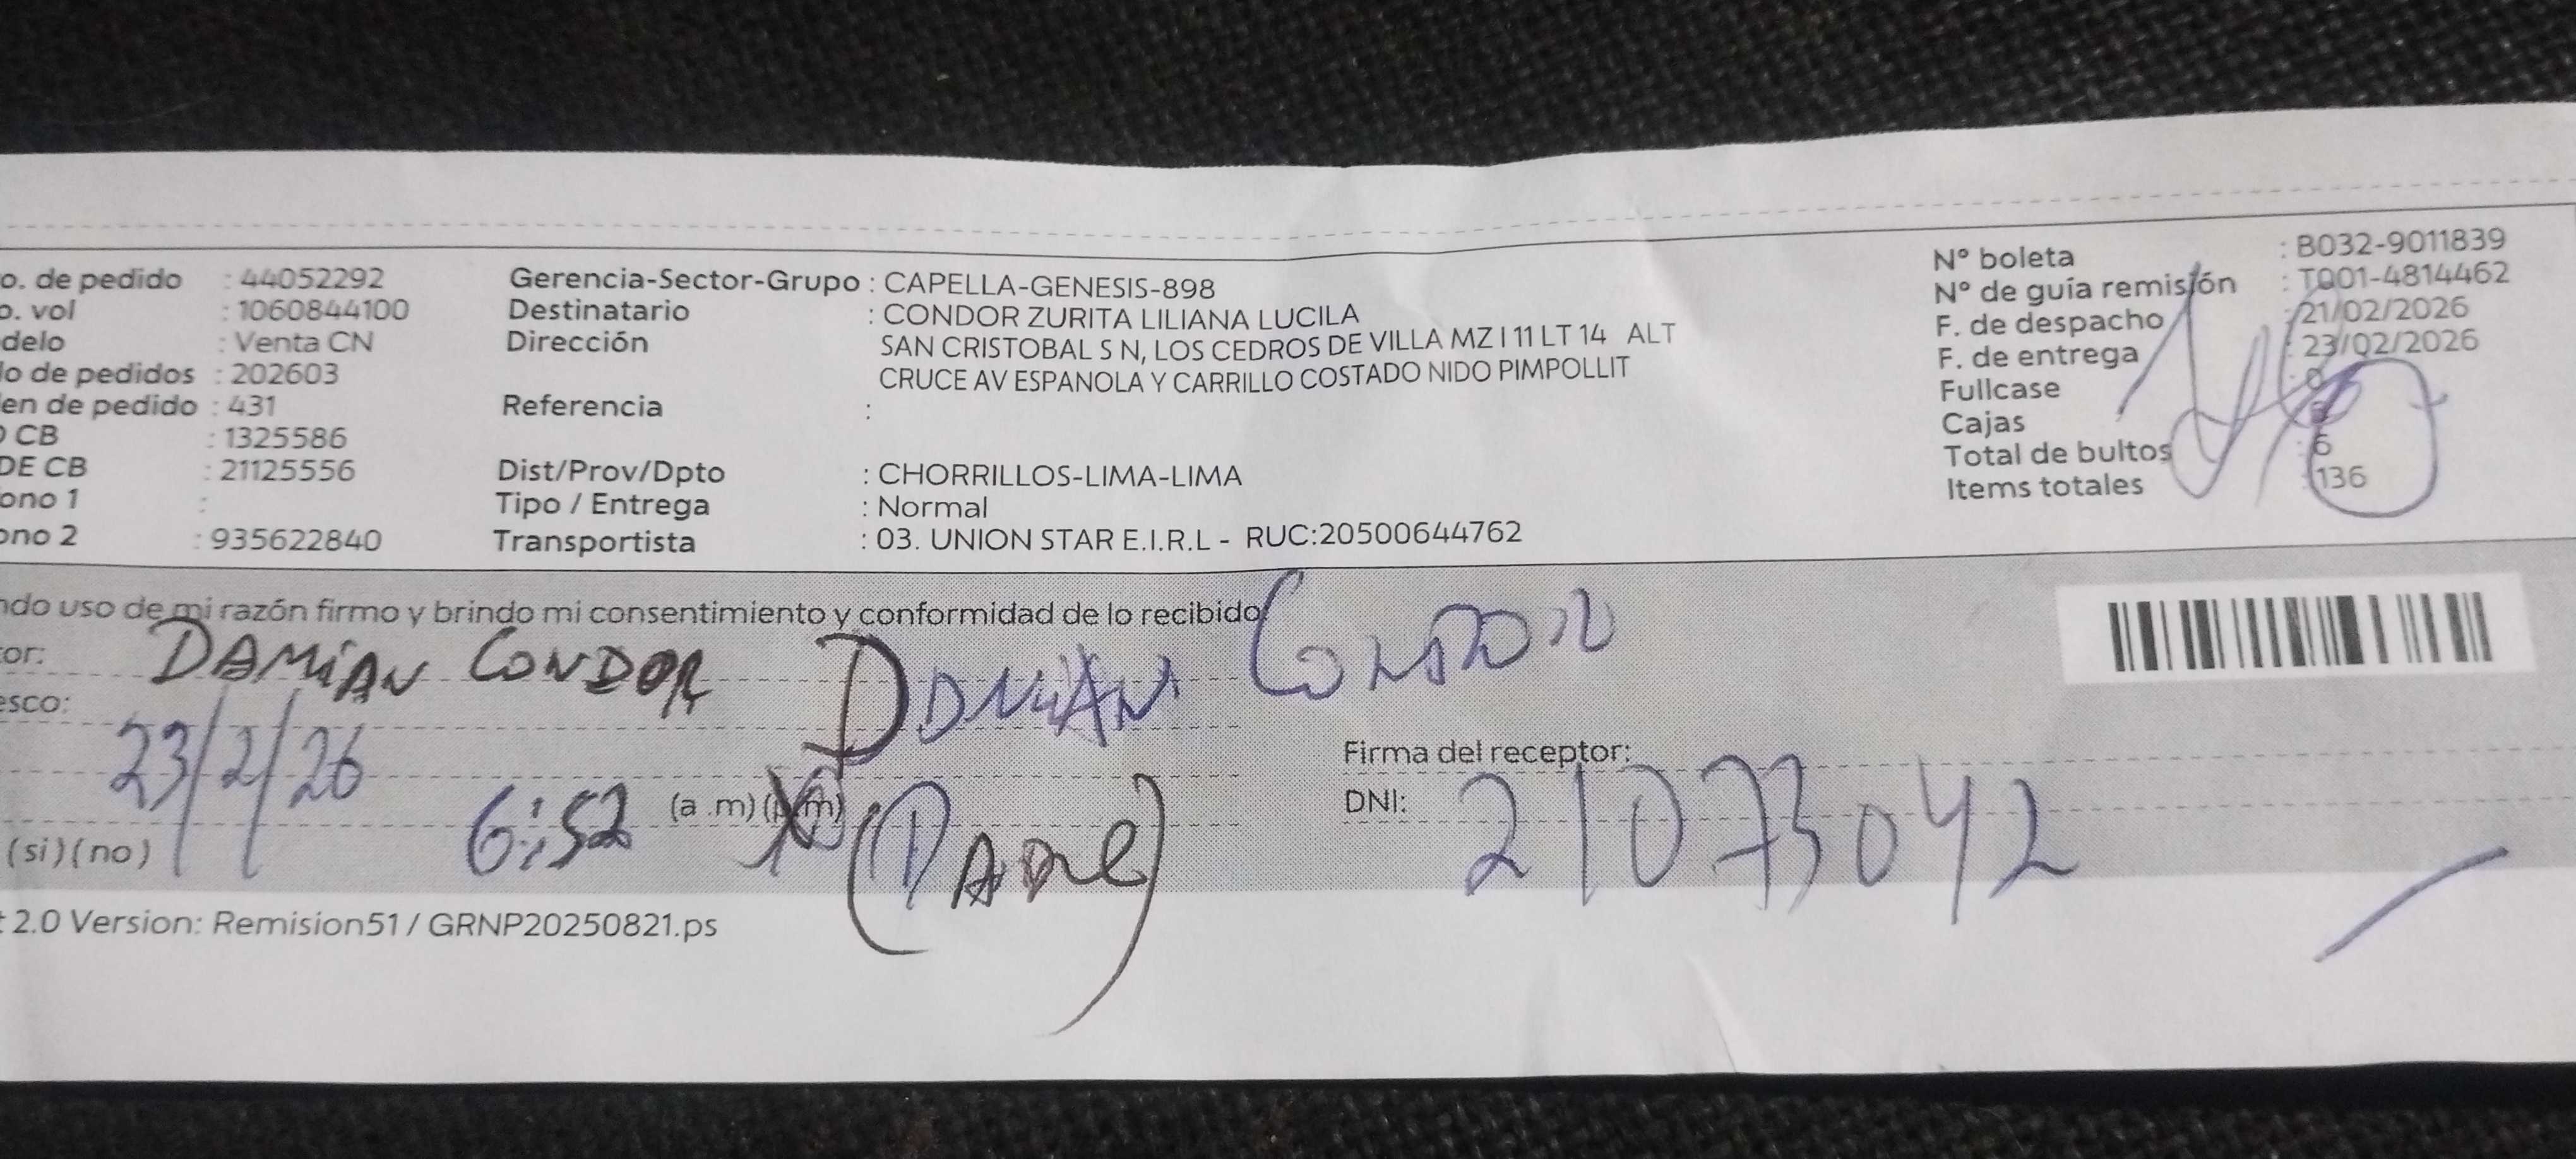 o. de pedido : 44052292
o. vol : 1060844100
delo : Venta CN
o de pedidos : 202603
en de pedido : 431
O CB : 1325586
DE CB : 21125556
ono 1 :
ono 2 : 935622840
Gerencia-Sector-Grupo : CAPELLA-GENESIS-898
Destinatario : CONDOR ZURITA LILIANA LUCILA
Dirección SAN CRISTOBAL S N, LOS CEDROS DE VILLA MZ I 11 LT 14 ALT
CRUCE AV ESPANOLA Y CARRILLO COSTADO NIDO PIMPOLLIT
Referencia :
Dist/Prov/Dpto : CHORRILLOS-LIMA-LIMA
Tipo / Entrega : Normal
Transportista : 03. UNION STAR E.I.R.L - RUC:20500644762
N° boleta : B032-9011839
N° de guía remisión : T001-4814462
F. de despacho : 21/02/2026
F. de entrega : 23/02/2026
Fullcase : 0
Cajas
Total de bultos : 6
Items totales : 136
ndo uso de mi razón firmo y brindo mi consentimiento y conformidad de lo recibido
or: DAMIAN CONDOR DAMIAN CONDOR
esco:
23/2/26
Firma del receptor:
6:52 (a .m) (p.m) (PADRE) DNI: 21073042
(si) (no)
t 2.0 Version: Remision51 / GRNP20250821.ps